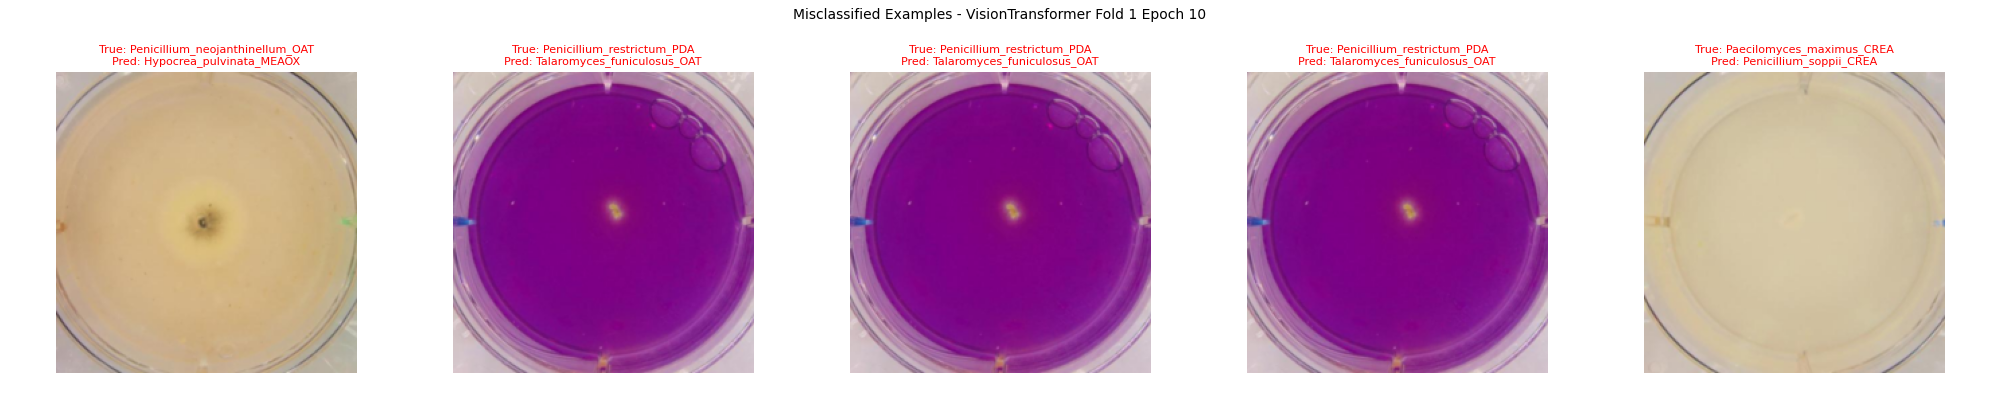 Misclassified Examples - VisionTransformer Fold 1 Epoch 10
True: Penicillium_neojanthinellum_OAT
Pred: Hypocrea_pulvinata_MEAOX
True: Penicillium_restrictum_PDA
Pred: Talaromyces_funiculosus_OAT
True: Penicillium_restrictum_PDA
Pred: Talaromyces_funiculosus_OAT
True: Penicillium_restrictum_PDA
Pred: Talaromyces_funiculosus_OAT
True: Paecilomyces_maximus_CREA
Pred: Penicillium_soppii_CREA